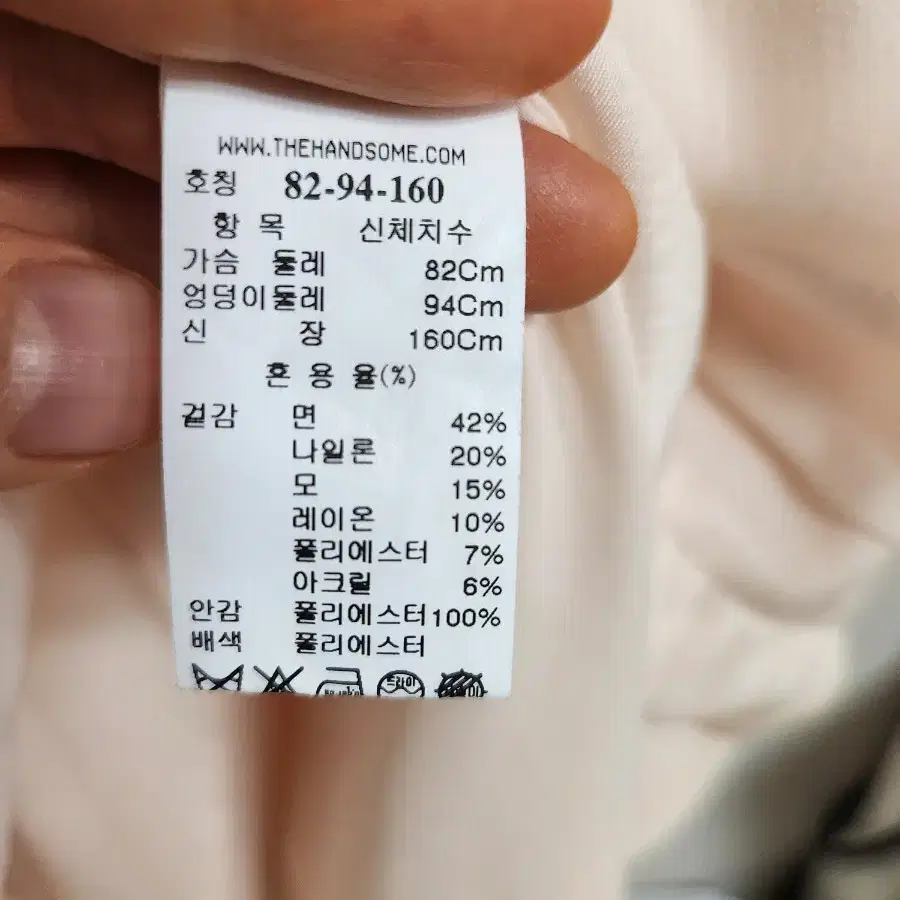 WWW.THEHANDSOME.COM
호칭 82-94-160
항 목 신체치수
가슴 둘레 82Cm
엉덩이둘레 94Cm
신 장 160Cm
혼 용 율(%)
겉감 면 42%
나일론 20%
모 15%
레이온 10%
폴리에스터 7%
아크릴 6%
안감 폴리에스터100%
배색 폴리에스터
드라이